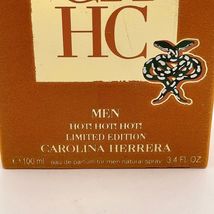 CH
HC
MEN
HOT! HOT! HOT!
LIMITED EDITION
CAROLINA HERRERA
℮ 100 ml eau de parfum for men natural spray 3.4 FL. OZ